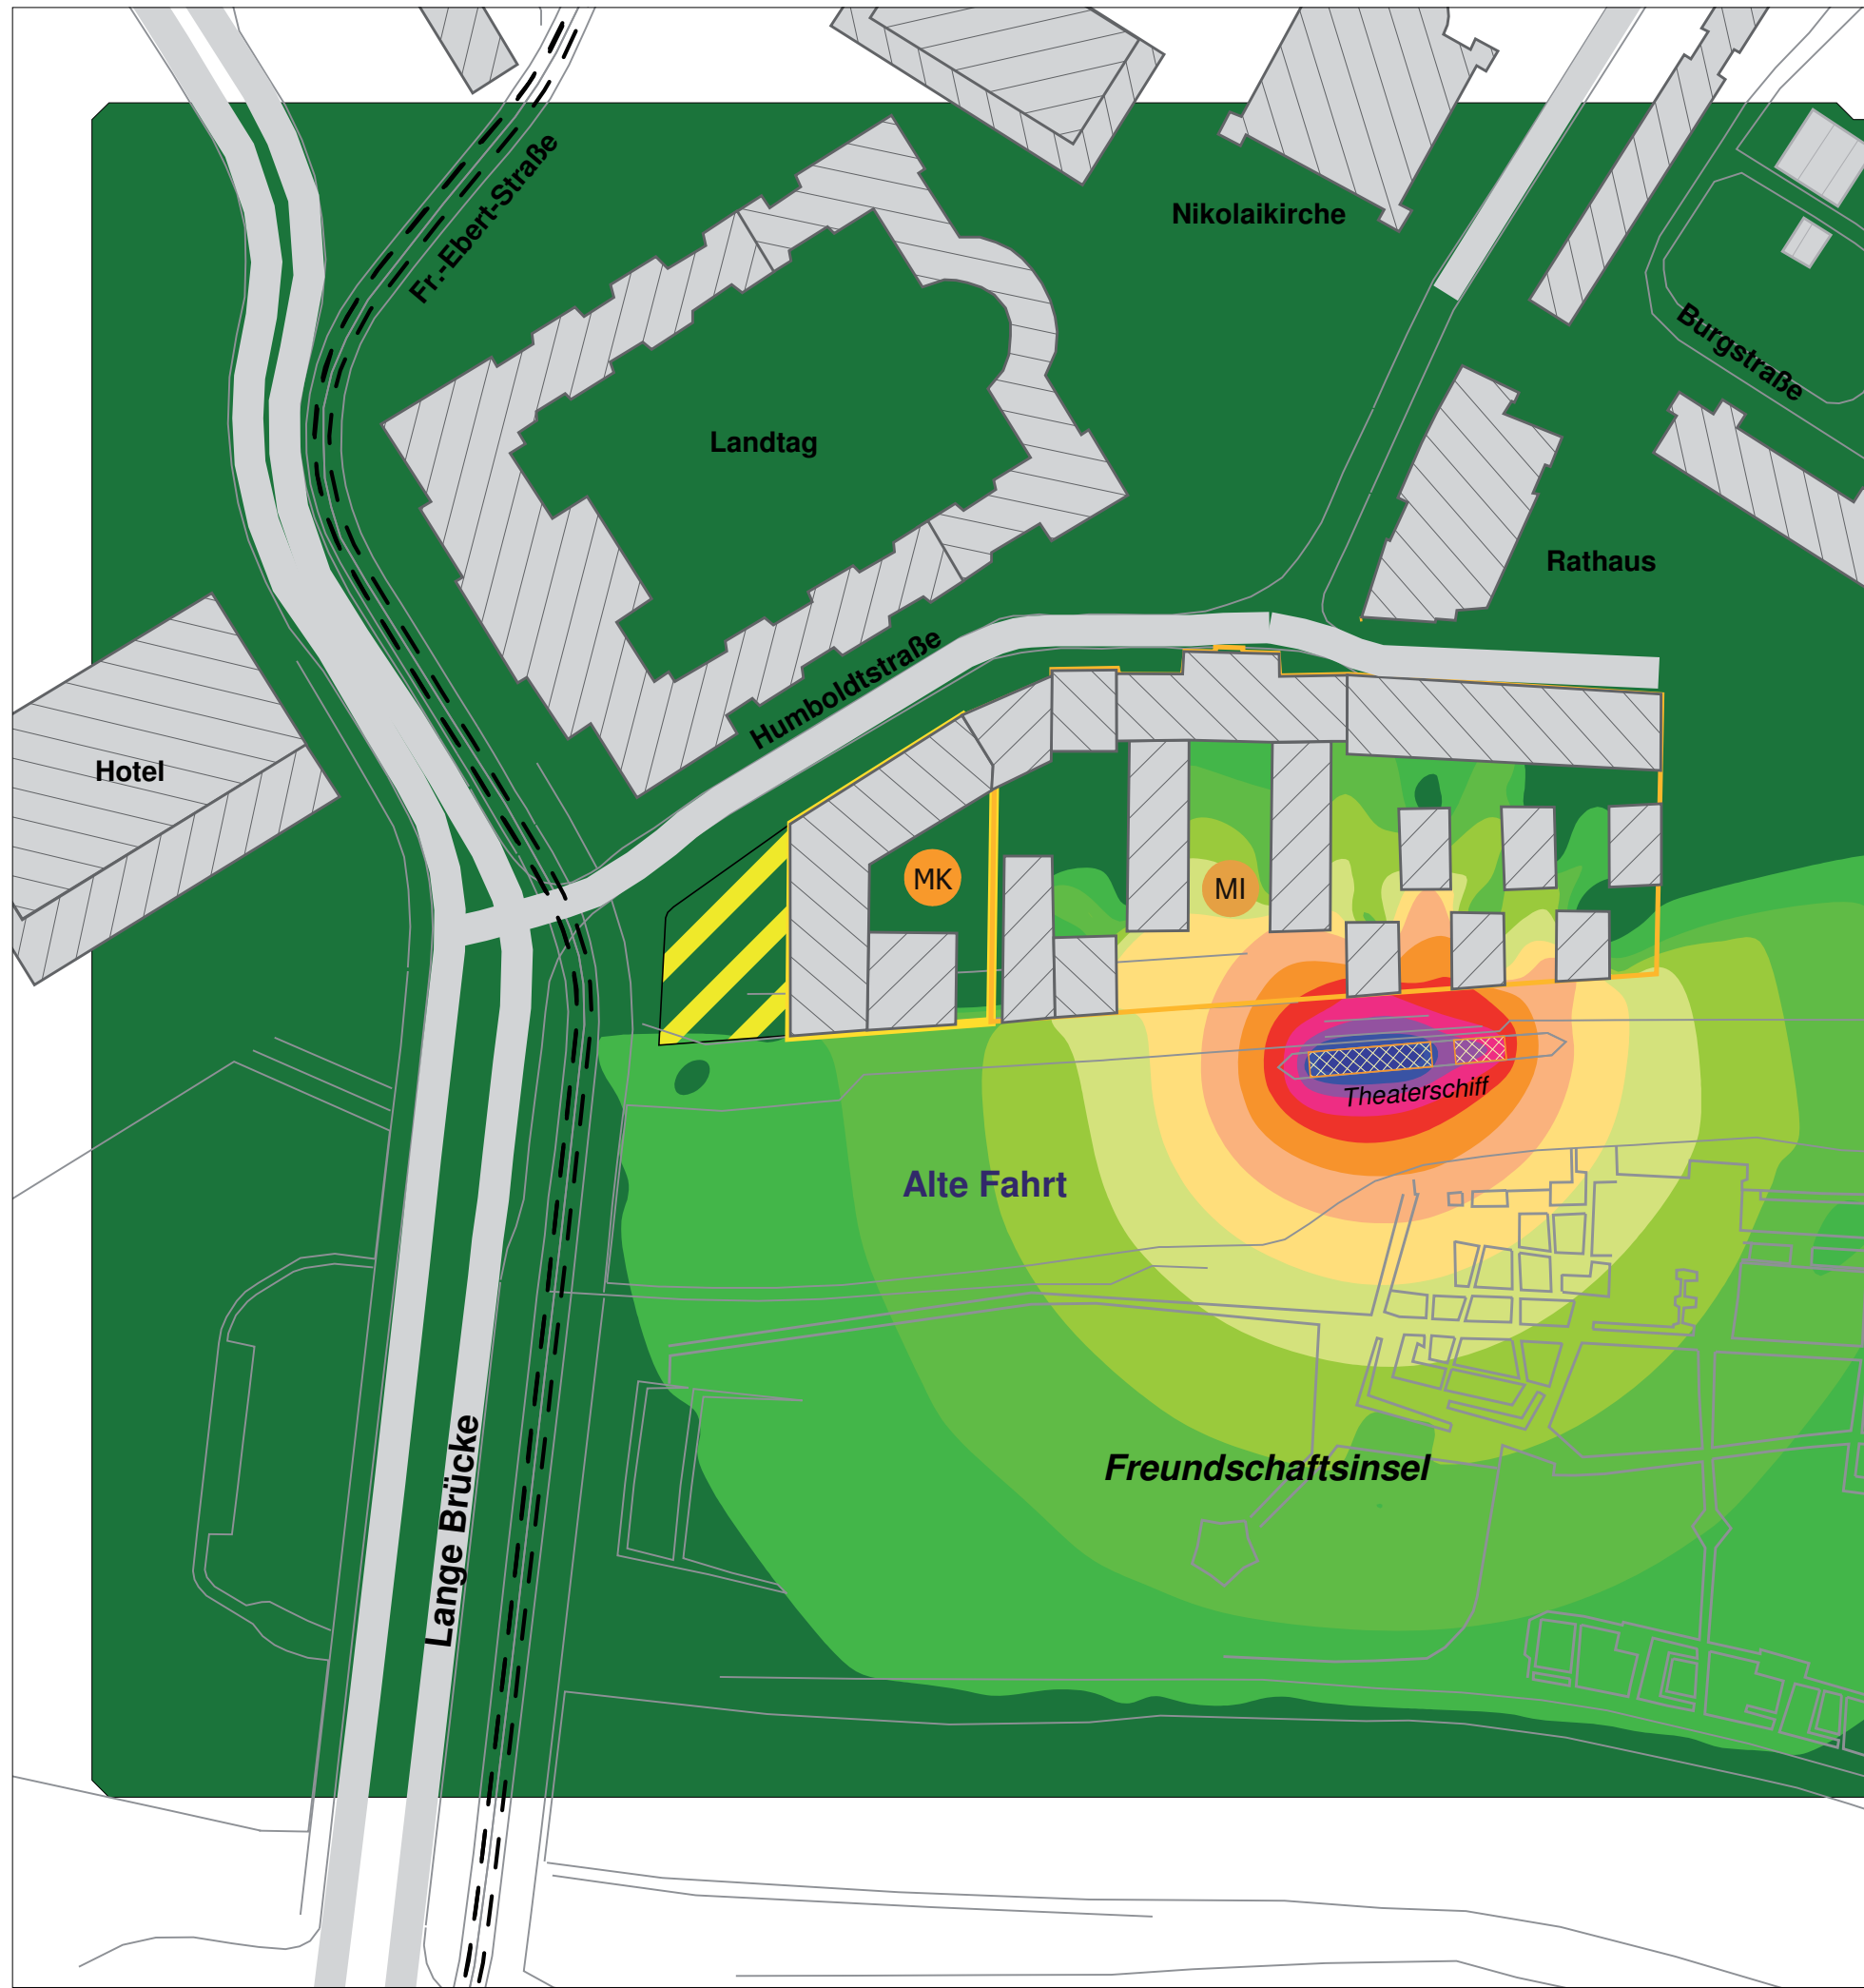 Fr.-Ebert-Straße
Nikolaikirche
Burgstraße
Landtag
Rathaus
Humboldtstraße
Hotel
MK
MI
Theaterschiff
Alte Fahrt
Freundschaftsinsel
Lange Brücke